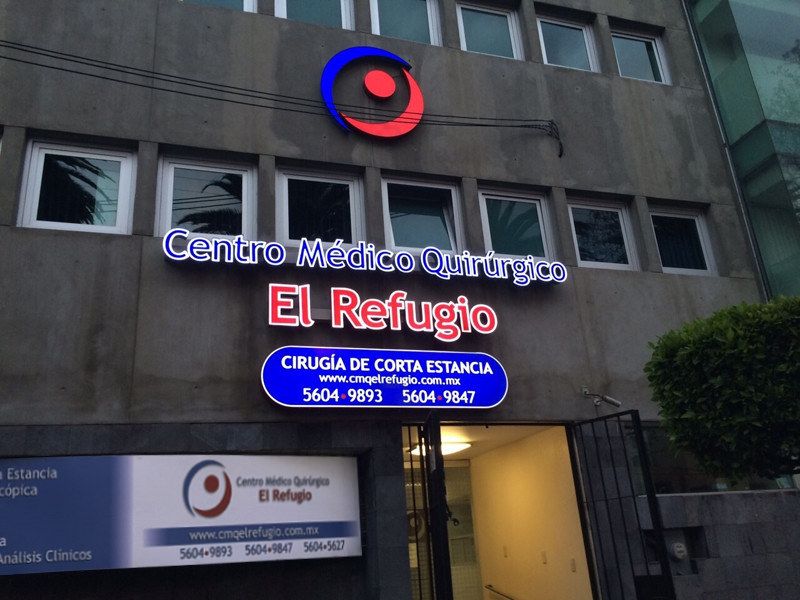 Centro Médico Quirúrgico
El Refugio
CIRUGÍA DE CORTA ESTANCIA
www.cmqelrefugio.com.mx
5604•9893 5604•9847
Estancia
Análisis Clínicos
Centro Médico Quirúrgico
El Refugio
www.cmqelrefugio.com.mx
5604•9893 5604•9847 5604•5627